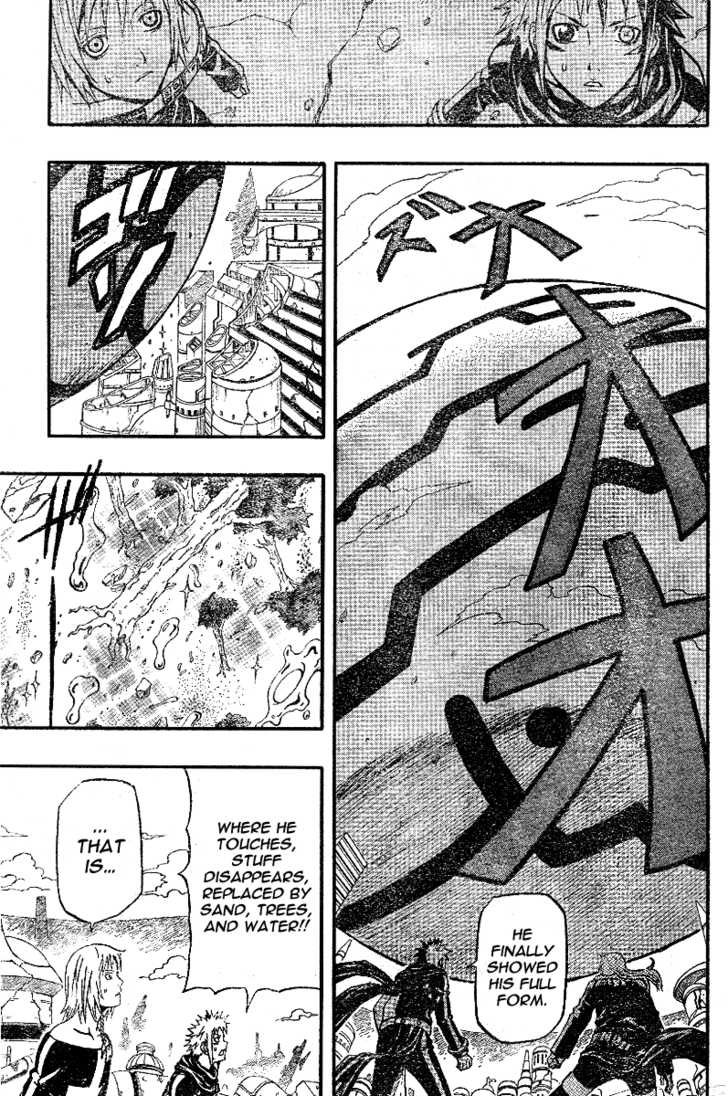 ズ
オ
オ
オ
HE
FINALLY
SHOWED
HIS FULL
FORM.
ゴゴン
WHERE HE
TOUCHES,
STUFF
DISAPPEARS,
REPLACED BY
SAND, TREES,
AND WATER!!
...
THAT
IS...